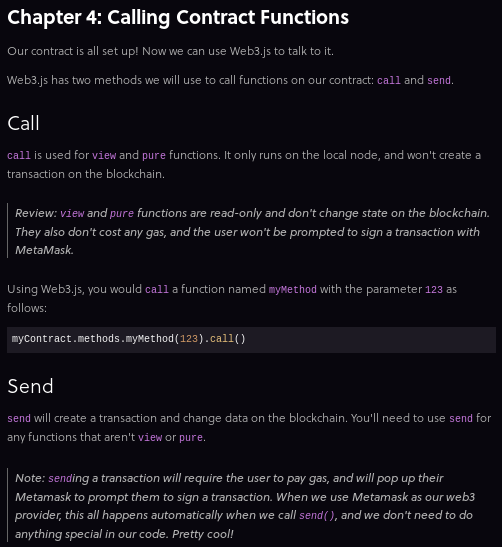 Chapter 4: Calling Contract Functions
Our contract is all set up! Now we can use Web3.js to talk to it.
Web3.js has two methods we will use to call functions on our contract: call and send.
Call
call is used for view and pure functions. It only runs on the local node, and won't create a
transaction on the blockchain.
Review: view and pure functions are read-only and don't change state on the blockchain.
They also don't cost any gas, and the user won't be prompted to sign a transaction with
MetaMask.
Using Web3.js, you would call a function named myMethod with the parameter 123 as
follows:
myContract.methods.myMethod(123).call()
Send
send will create a transaction and change data on the blockchain. You'll need to use send for
any functions that aren't view or pure.
Note: sending a transaction will require the user to pay gas, and will pop up their
Metamask to prompt them to sign a transaction. When we use Metamask as our web3
provider, this all happens automatically when we call send(), and we don't need to do
anything special in our code. Pretty cool!